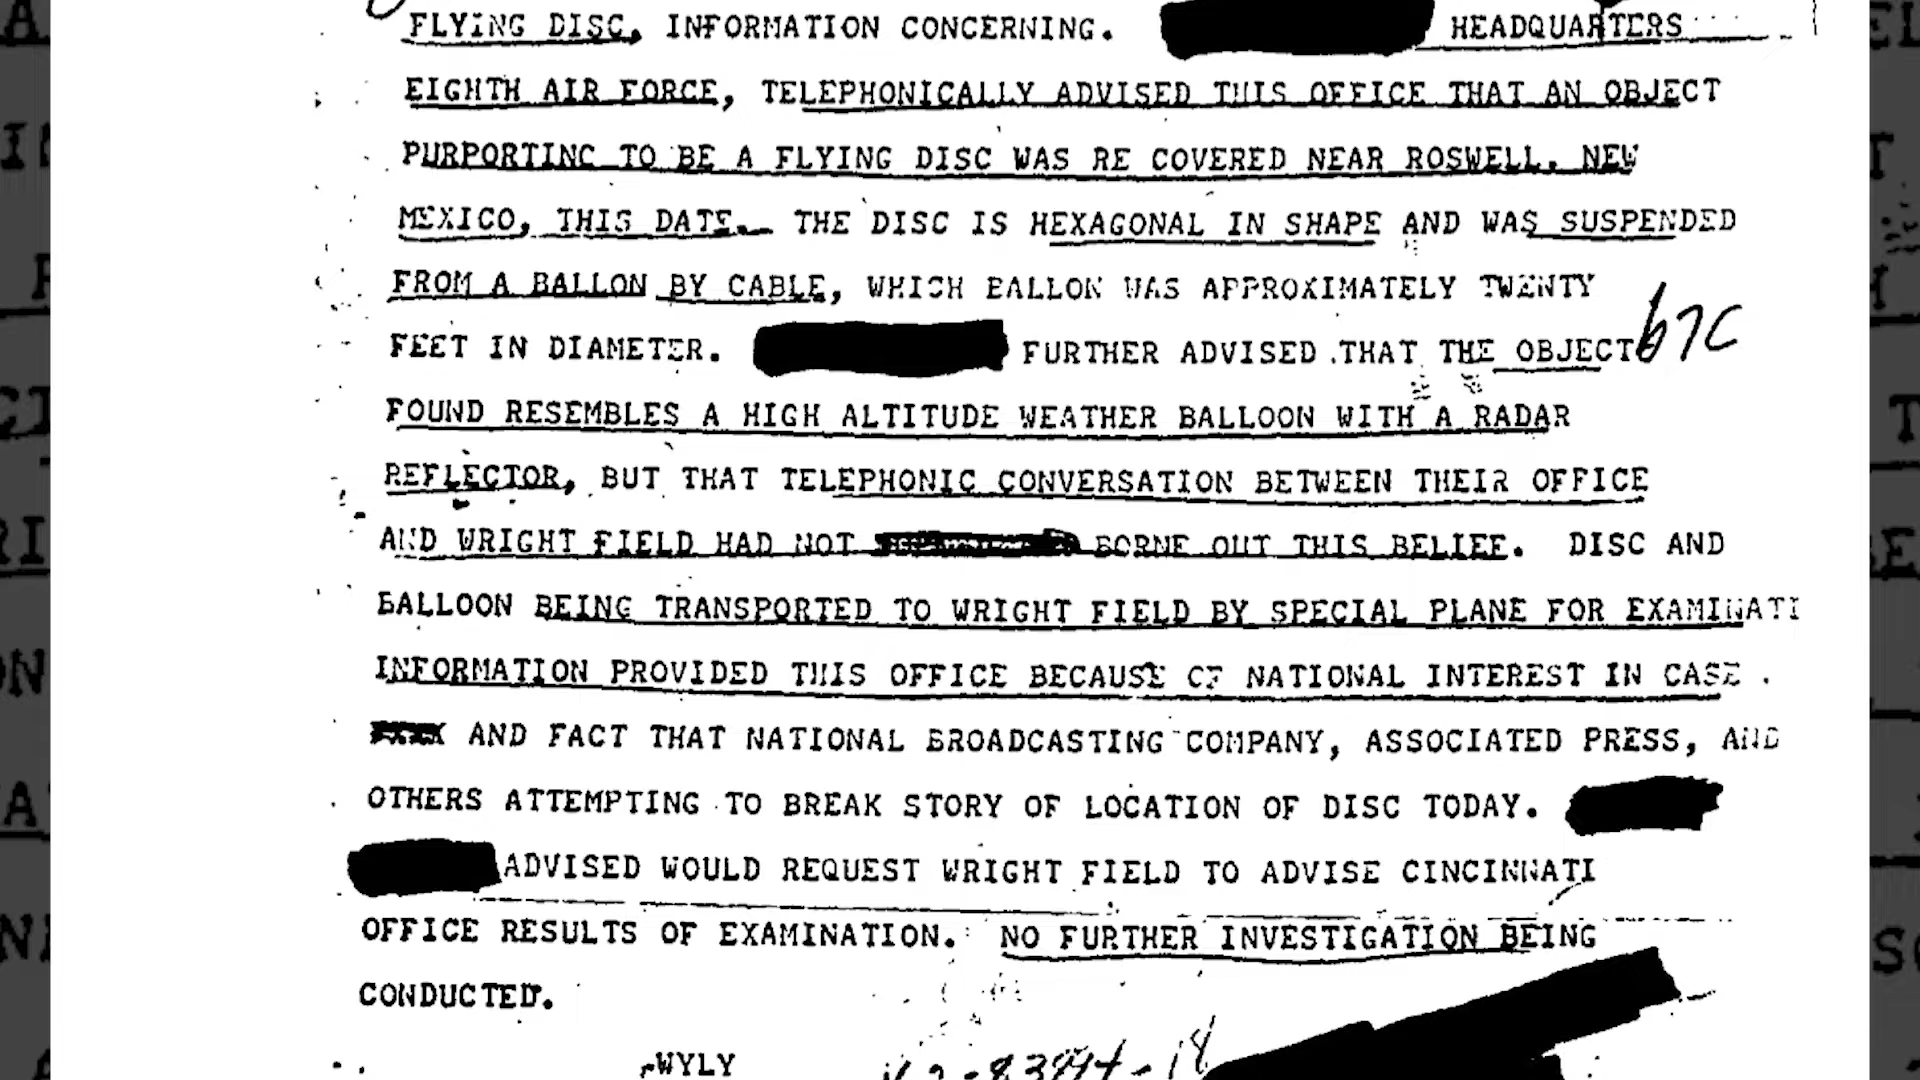 FLYING DISC, INFORMATION CONCERNING. HEADQUARTERS
EIGHTH AIR FORCE, TELEPHONICALLY ADVISED THIS OFFICE THAT AN OBJECT
PURPORTING TO BE A FLYING DISC WAS RE COVERED NEAR ROSWELL, NEW
MEXICO, THIS DATE. THE DISC IS HEXAGONAL IN SHAPE AND WAS SUSPENDED
FROM A BALLON BY CABLE, WHICH BALLON WAS APPROXIMATELY TWENTY
FEET IN DIAMETER. FURTHER ADVISED THAT THE OBJECT b7C
FOUND RESEMBLES A HIGH ALTITUDE WEATHER BALLOON WITH A RADAR
REFLECTOR, BUT THAT TELEPHONIC CONVERSATION BETWEEN THEIR OFFICE
AND WRIGHT FIELD HAD NOT BORNE OUT THIS BELIEF. DISC AND
BALLOON BEING TRANSPORTED TO WRIGHT FIELD BY SPECIAL PLANE FOR EXAMINATI
INFORMATION PROVIDED THIS OFFICE BECAUSE OF NATIONAL INTEREST IN CASE .
AND FACT THAT NATIONAL BROADCASTING COMPANY, ASSOCIATED PRESS, AND
OTHERS ATTEMPTING TO BREAK STORY OF LOCATION OF DISC TODAY.
ADVISED WOULD REQUEST WRIGHT FIELD TO ADVISE CINCINNATI
OFFICE RESULTS OF EXAMINATION. NO FURTHER INVESTIGATION BEING
CONDUCTED.
WYLY